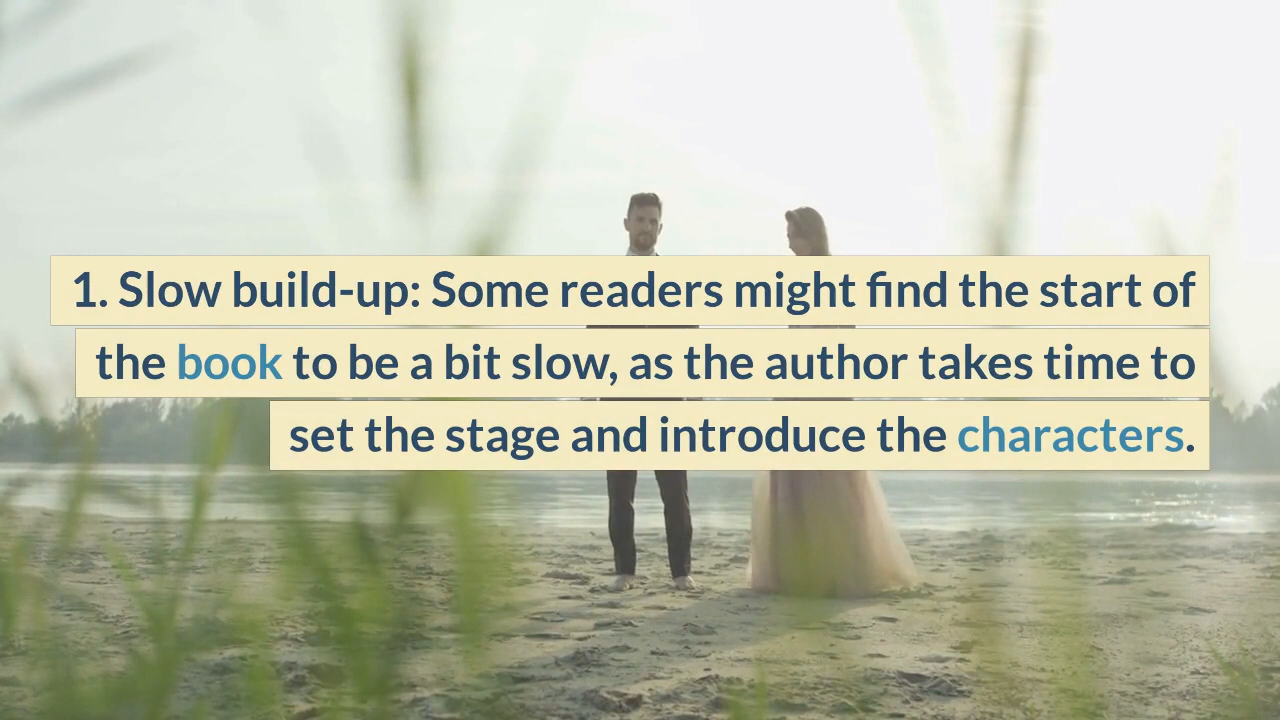 1. Slow build-up: Some readers might find the start of
the book to be a bit slow, as the author takes time to
set the stage and introduce the characters.